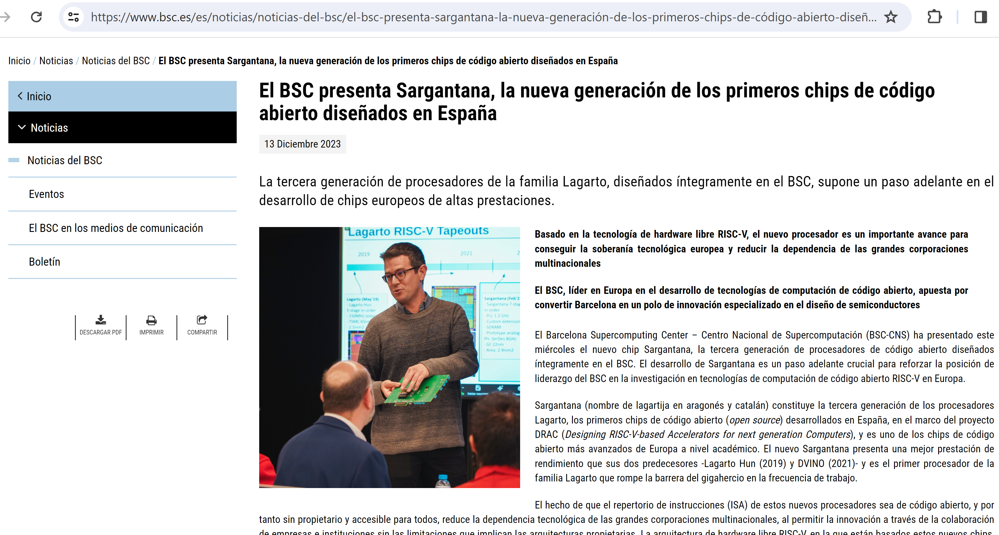 https://www.bsc.es/es/noticias/noticias-del-bsc/el-bsc-presenta-sargantana-la-nueva-generación-de-los-primeros-chips-de-código-abierto-diseñ...
Inicio / Noticias / Noticias del BSC / El BSC presenta Sargantana, la nueva generación de los primeros chips de código abierto diseñados en España
Inicio
Noticias
Noticias del BSC
Eventos
El BSC en los medios de comunicación
Boletín
DESCARGAR PDF
IMPRIMIR
COMPARTIR
El BSC presenta Sargantana, la nueva generación de los primeros chips de código
abierto diseñados en España
13 Diciembre 2023
La tercera generación de procesadores de la familia Lagarto, diseñados íntegramente en el BSC, supone un paso adelante en el
desarrollo de chips europeos de altas prestaciones.
Lagarto RISC-V Tapeouts
2019
2021
Lagarto (May'19)
- Lagarto Hun
5-stage in-order
- 150MHz
- TSMC
- 2.5mm2
Sargantana (Feb'2
- Sargantana 7-stag
in-order
- PLL 1.2 GHz
- Custom extension
- SDRAM
- Prototype analog
IPs: SerDes 8GHz
- GF 22nm
- Area: 2.9mm2
Iniciar resumen
Basado en la tecnología de hardware libre RISC-V, el nuevo procesador es un importante avance para
conseguir la soberanía tecnológica europea y reducir la dependencia de las grandes corporaciones
multinacionales
El BSC, líder en Europa en el desarrollo de tecnologías de computación de código abierto, apuesta por
convertir Barcelona en un polo de innovación especializado en el diseño de semiconductores
El Barcelona Supercomputing Center – Centro Nacional de Supercomputación (BSC-CNS) ha presentado este
miércoles el nuevo chip Sargantana, la tercera generación de procesadores de código abierto diseñados
íntegramente en el BSC. El desarrollo de Sargantana es un paso adelante crucial para reforzar la posición de
liderazgo del BSC en la investigación en tecnologías de computación de código abierto RISC-V en Europa.
Sargantana (nombre de lagartija en aragonés y catalán) constituye la tercera generación de los procesadores
Lagarto, los primeros chips de código abierto (open source) desarrollados en España, en el marco del proyecto
DRAC (Designing RISC-V-based Accelerators for next generation Computers), y es uno de los chips de código
abierto más avanzados de Europa a nivel académico. El nuevo Sargantana presenta una mejor prestación de
rendimiento que sus dos predecesores -Lagarto Hun (2019) y DVINO (2021)- y es el primer procesador de la
familia Lagarto que rompe la barrera del gigahercio en la frecuencia de trabajo.
El hecho de que el repertorio de instrucciones (ISA) de estos nuevos procesadores sea de código abierto, y por
tanto sin propietario y accesible para todos, reduce la dependencia tecnológica de las grandes corporaciones multinacionales, al permitir la innovación a través de la colaboración
de empresas e instituciones sin las limitaciones que implican las arquitecturas propietarias. La arquitectura de hardware libre RISC-V, en la que están basados estos nuevos chips,